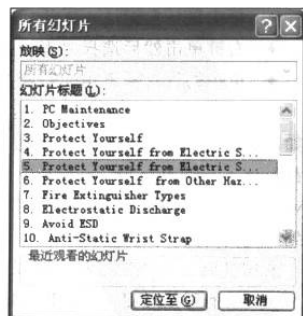 所有幻灯片
放映(S):
所有幻灯片
幻灯片标题(L):
1. PC Maintenance
2. Objectives
3. Protect Yourself
4. Protect Yourself from Electric S...
5. Protect Yourself from Electric S...
6. Protect Yourself from Other Haz...
7. Fire Extinguisher Types
8. Electrostatic Discharge
9. Avoid ESD
10. Anti-Static Wrist Strap
最近观看的幻灯片
定位至(G) 取消